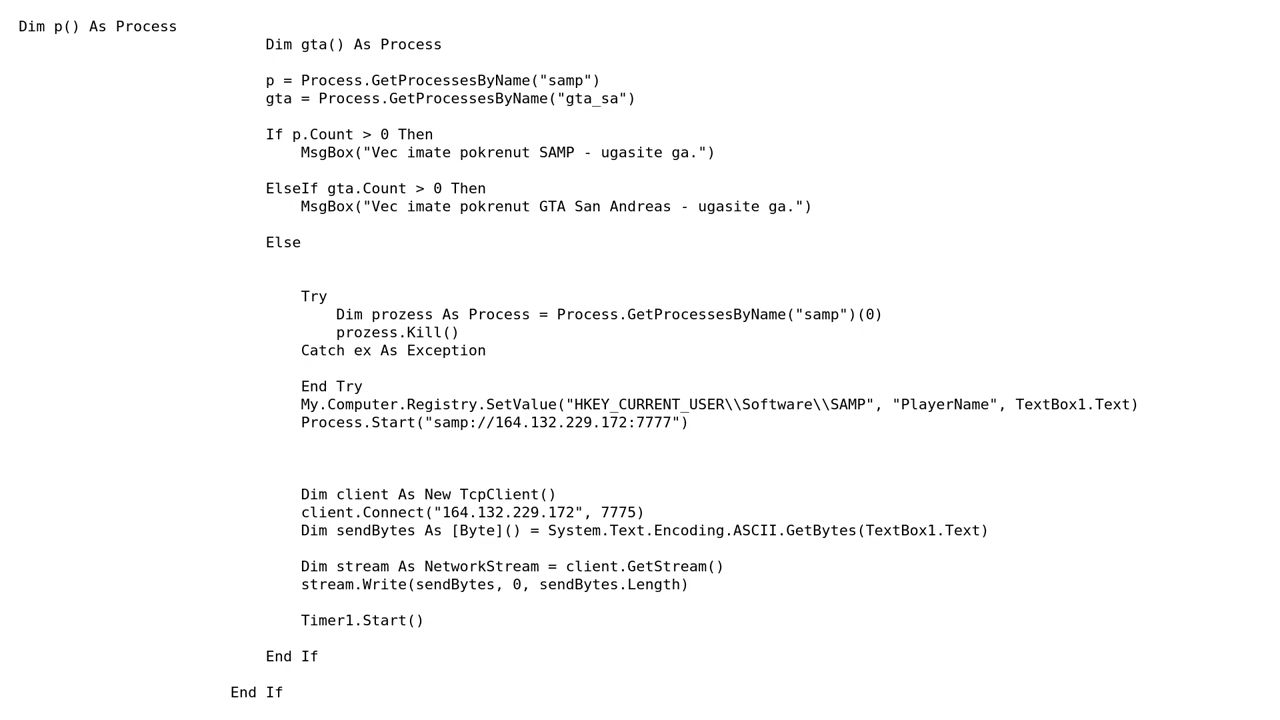 Dim p() As Process
Dim gta() As Process
p = Process.GetProcessesByName("samp")
gta = Process.GetProcessesByName("gta_sa")
If p.Count > 0 Then
MsgBox("Vec imate pokrenut SAMP - ugasite ga.")
ElseIf gta.Count > 0 Then
MsgBox("Vec imate pokrenut GTA San Andreas - ugasite ga.")
Else
Try
Dim prozess As Process = Process.GetProcessesByName("samp")(0)
prozess.Kill()
Catch ex As Exception
End Try
My.Computer.Registry.SetValue("HKEY_CURRENT_USER\\Software\\SAMP", "PlayerName", TextBox1.Text)
Process.Start("samp://164.132.229.172:7777")
Dim client As New TcpClient()
client.Connect("164.132.229.172", 7775)
Dim sendBytes As [Byte]() = System.Text.Encoding.ASCII.GetBytes(TextBox1.Text)
Dim stream As NetworkStream = client.GetStream()
stream.Write(sendBytes, 0, sendBytes.Length)
Timer1.Start()
End If
End If